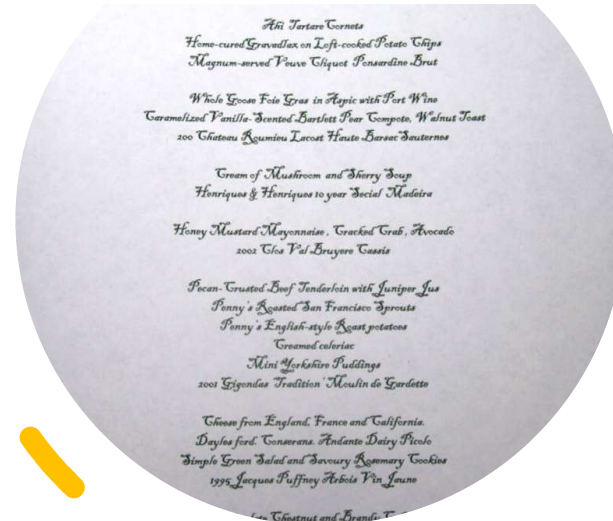 Ahi Tartare Cornets
Home-cured Gravadlax on Loft-cooked Potato Chips
Magnum-served Veuve Cliquot Ponsardine Brut
Whole Goose Foie Gras in Aspic with Port Wine
Caramelized Vanilla-Scented Bartlett Pear Compote, Walnut Toast
200 Chateau Roumieu Lacost Haute Barsac Sauternes
Cream of Mushroom and Sherry Soup
Henriques & Henriques 10 year Social Madeira
Honey Mustard Mayonnaise, Cracked Crab, Avocado
2002 Clos Val Bruyere Cassis
Pecan-Crusted Beef Tenderloin with Juniper Jus
Penny's Roasted San Francisco Sprouts
Penny's English-style Roast potatoes
Creamed celeriac
Mini Yorkshire Puddings
2001 Gigondas 'Tradition' Moulin de Gardette
Cheese from England, France and California.
Dayles ford, Conserans, Andante Dairy Picolo
Simple Green Salad and Savoury Rosemary Cookies
1995 Jacques Puffney Arbois Vin Jaune
Chestnut and Brandy